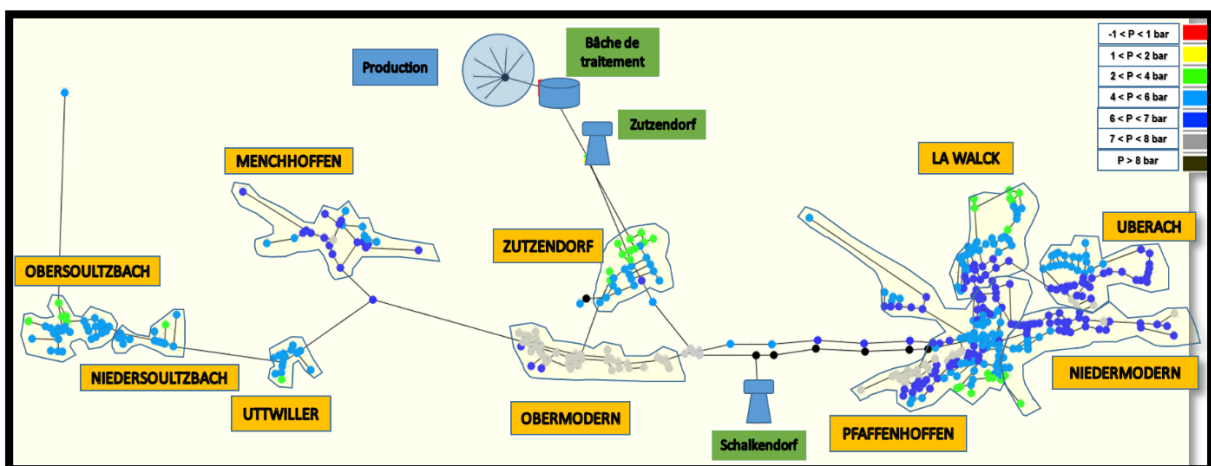 Production
Bâche de
traitement
Zutzendorf
-1 < P < 1 bar
1 < P < 2 bar
2 < P < 4 bar
4 < P < 6 bar
6 < P < 7 bar
7 < P < 8 bar
P > 8 bar
MENCHHOFFEN
LA WALCK
ZUTZENDORF
UBERACH
OBERSOULTZBACH
NIEDERSOULTZBACH
UTTWILLER
OBERMODERN
Schalkendorf
PFAFFENHOFFEN
NIEDERMODERN